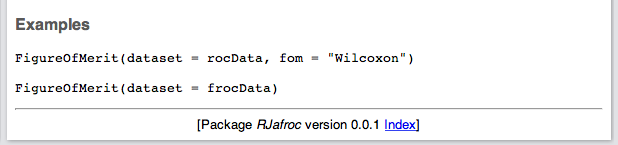 Examples
FigureOfMerit(dataset = rocData, fom = "Wilcoxon")
FigureOfMerit(dataset = frocData)
[Package RJafroc version 0.0.1 Index]